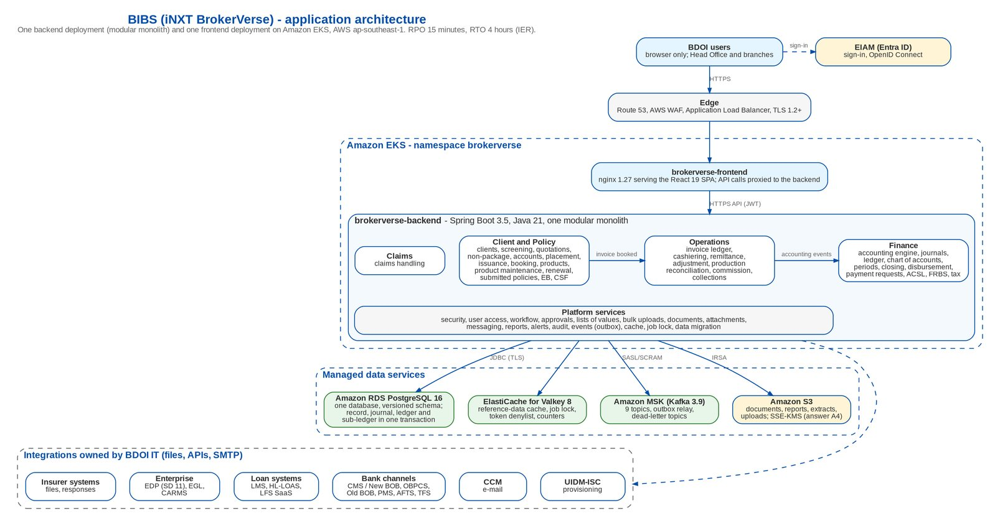 BIBS (iNXT BrokerVerse) - application architecture
One backend deployment (modular monolith) and one frontend deployment on Amazon EKS, AWS ap-southeast-1. RPO 15 minutes, RTO 4 hours (IER).
BDOI users
browser only; Head Office and branches
sign-in
EIAM (Entra ID)
sign-in, OpenID Connect
HTTPS
Edge
Route 53, AWS WAF, Application Load Balancer, TLS 1.2+
Amazon EKS - namespace brokerverse
brokerverse-frontend
nginx 1.27 serving the React 19 SPA; API calls proxied to the backend
HTTPS API (JWT)
brokerverse-backend - Spring Boot 3.5, Java 21, one modular monolith
Claims
claims handling
Client and Policy
clients, screening, quotations,
non-package, accounts, placement,
issuance, booking, products,
product maintenance, renewal,
submitted policies, EB, CSF
invoice booked
Operations
invoice ledger,
cashiering, remittance,
adjustment, production
reconciliation, commission,
collections
accounting events
Finance
accounting engine, journals,
ledger, chart of accounts,
periods, closing, disbursement,
payment requests, ACSL, FRBS, tax
Platform services
security, user access, workflow, approvals, lists of values, bulk uploads, documents, attachments,
messaging, reports, alerts, audit, events (outbox), cache, job lock, data migration
JDBC (TLS)
SASL/SCRAM
IRSA
Managed data services
Amazon RDS PostgreSQL 16
one database, versioned schema;
record, journal, ledger and
sub-ledger in one transaction
ElastiCache for Valkey 8
reference-data cache, job lock,
token denylist, counters
Amazon MSK (Kafka 3.9)
9 topics, outbox relay,
dead-letter topics
Amazon S3
documents, reports, extracts,
uploads; SSE-KMS (answer A4)
Integrations owned by BDOI IT (files, APIs, SMTP)
Insurer systems
files, responses
Enterprise
EDP (SD 11), EGL,
CARMS
Loan systems
LMS, HL-LOAS,
LFS SaaS
Bank channels
CMS / New BOB, OBPCS,
Old BOB, PMS, AFTS, TFS
CCM
e-mail
UIDM-ISC
provisioning